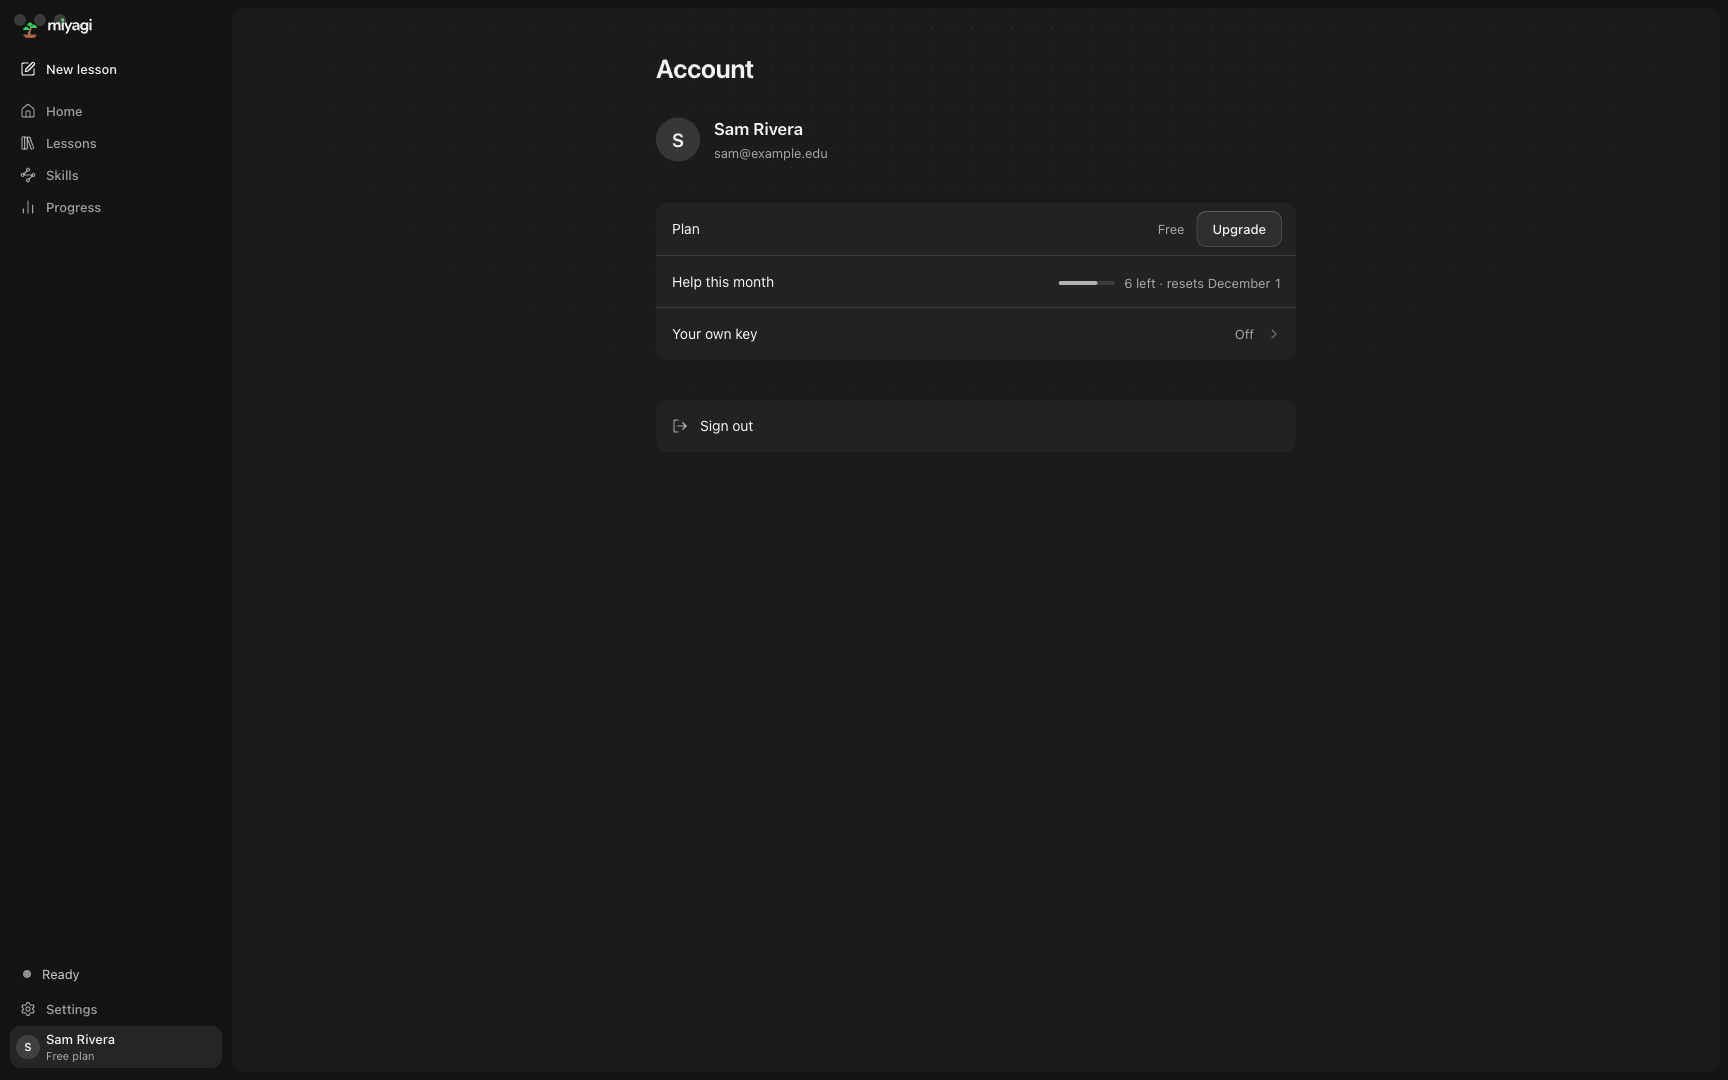 miyagi
New lesson
Home
Lessons
Skills
Progress
Account
S
Sam Rivera
sam@example.edu
Plan
Free
Upgrade
Help this month
6 left · resets December 1
Your own key
Off
Sign out
Ready
Settings
S
Sam Rivera
Free plan